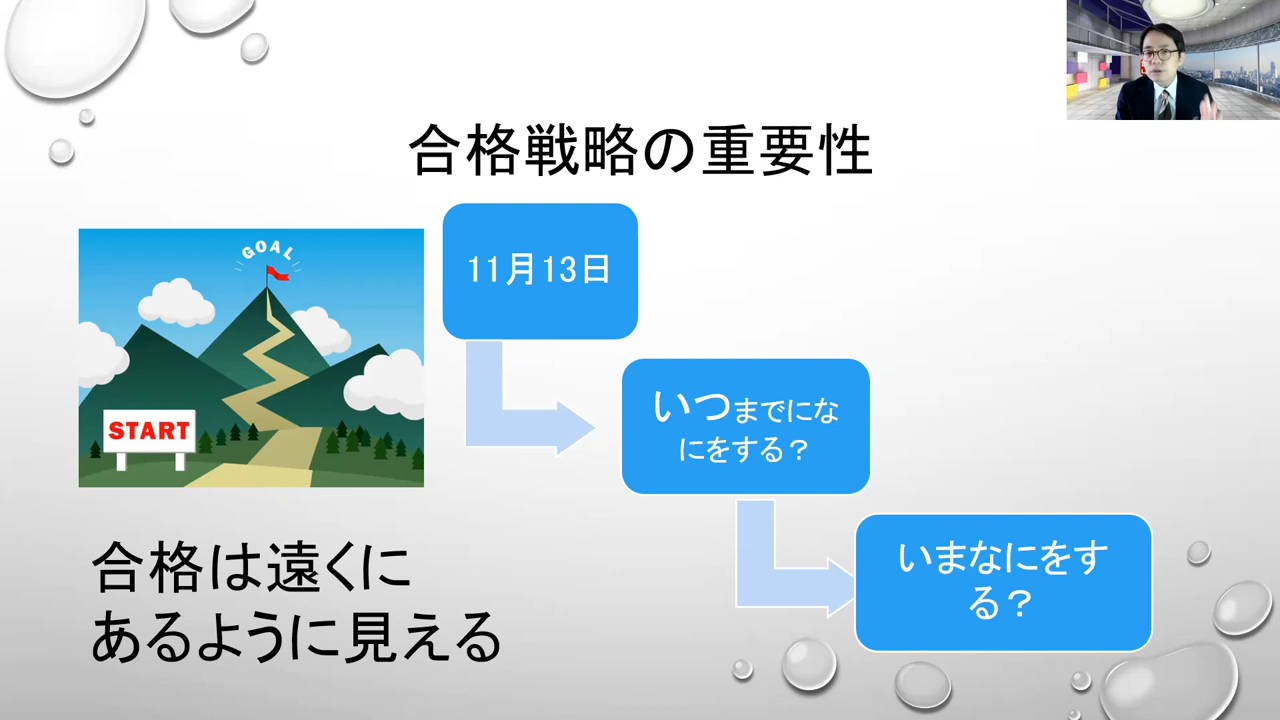 合格戦略の重要性
GOAL
START
11月13日
いつまでにな
にをする？
いまなにをす
る？
合格は遠くに
あるように見える